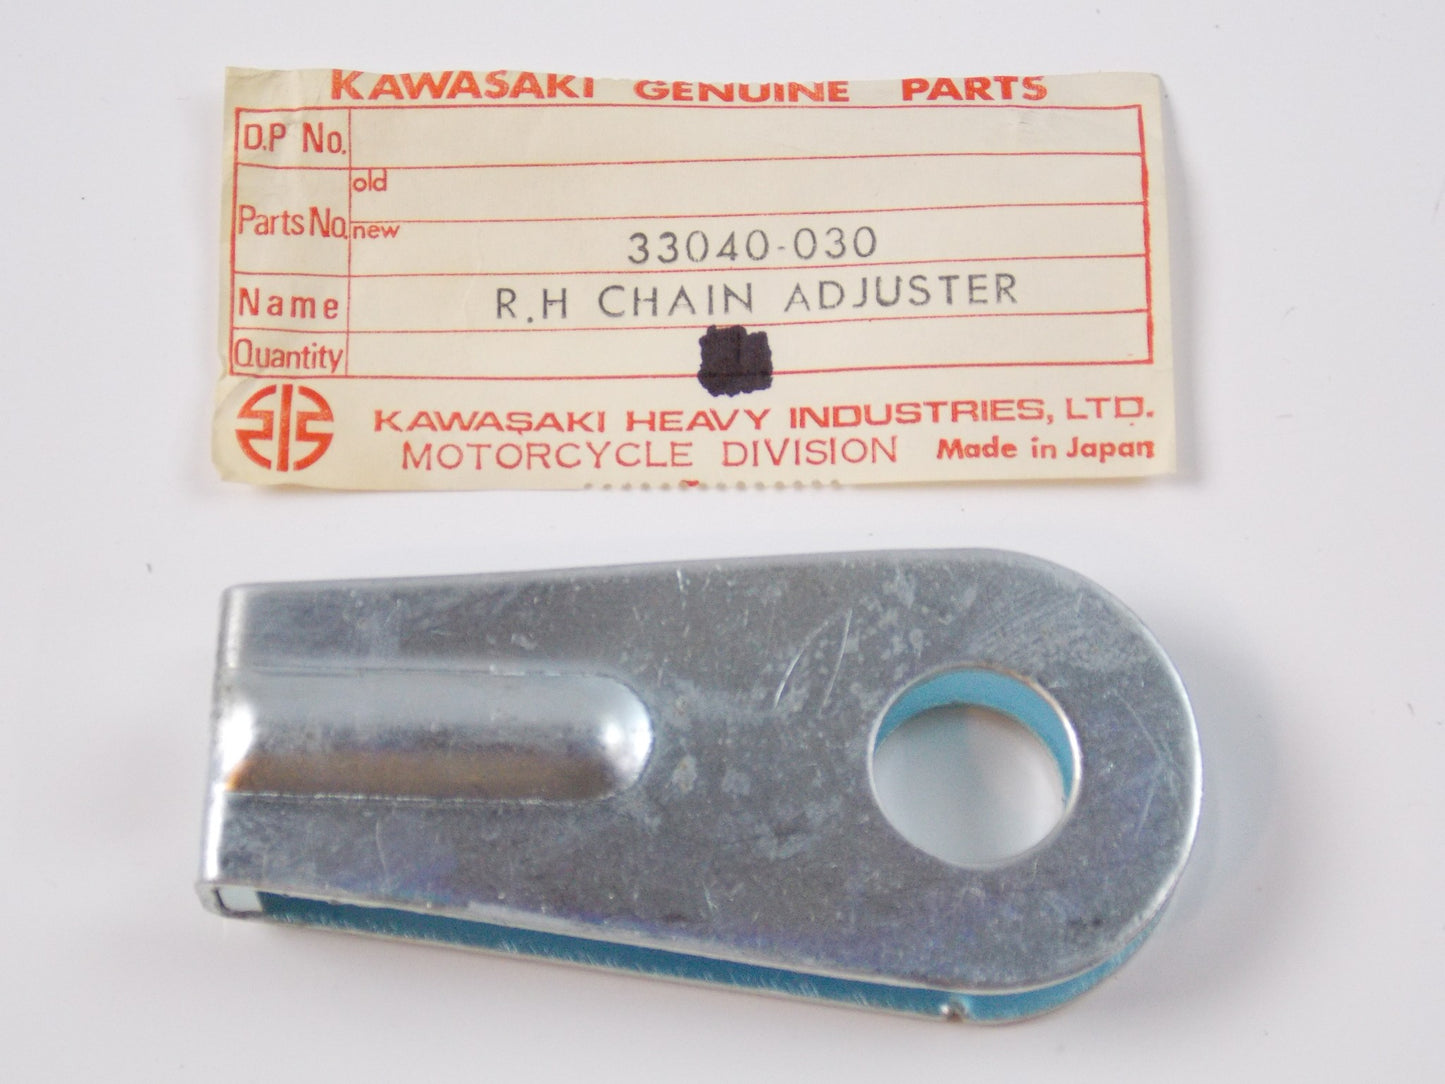 KAWASAKI GENUINE PARTS
D.P No.
old
Parts No. new 33040-030
Name R.H CHAIN ADJUSTER
Quantity
KAWASAKI HEAVY INDUSTRIES, LTD.
MOTORCYCLE DIVISION Made in Japan